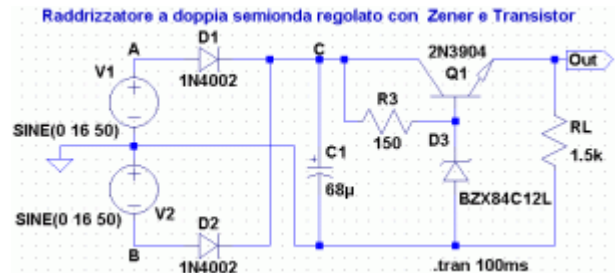 Raddrizzatore a doppia semionda regolato con Zener e Transistor
A
D1
C
2N3904
Out
V1
1N4002
Q1
R3
RL
SINE(0 16 50)
C1
150
D3
1.5k
68µ
SINE(0 16 50)
V2
D2
BZX84C12L
B
1N4002
.tran 100ms